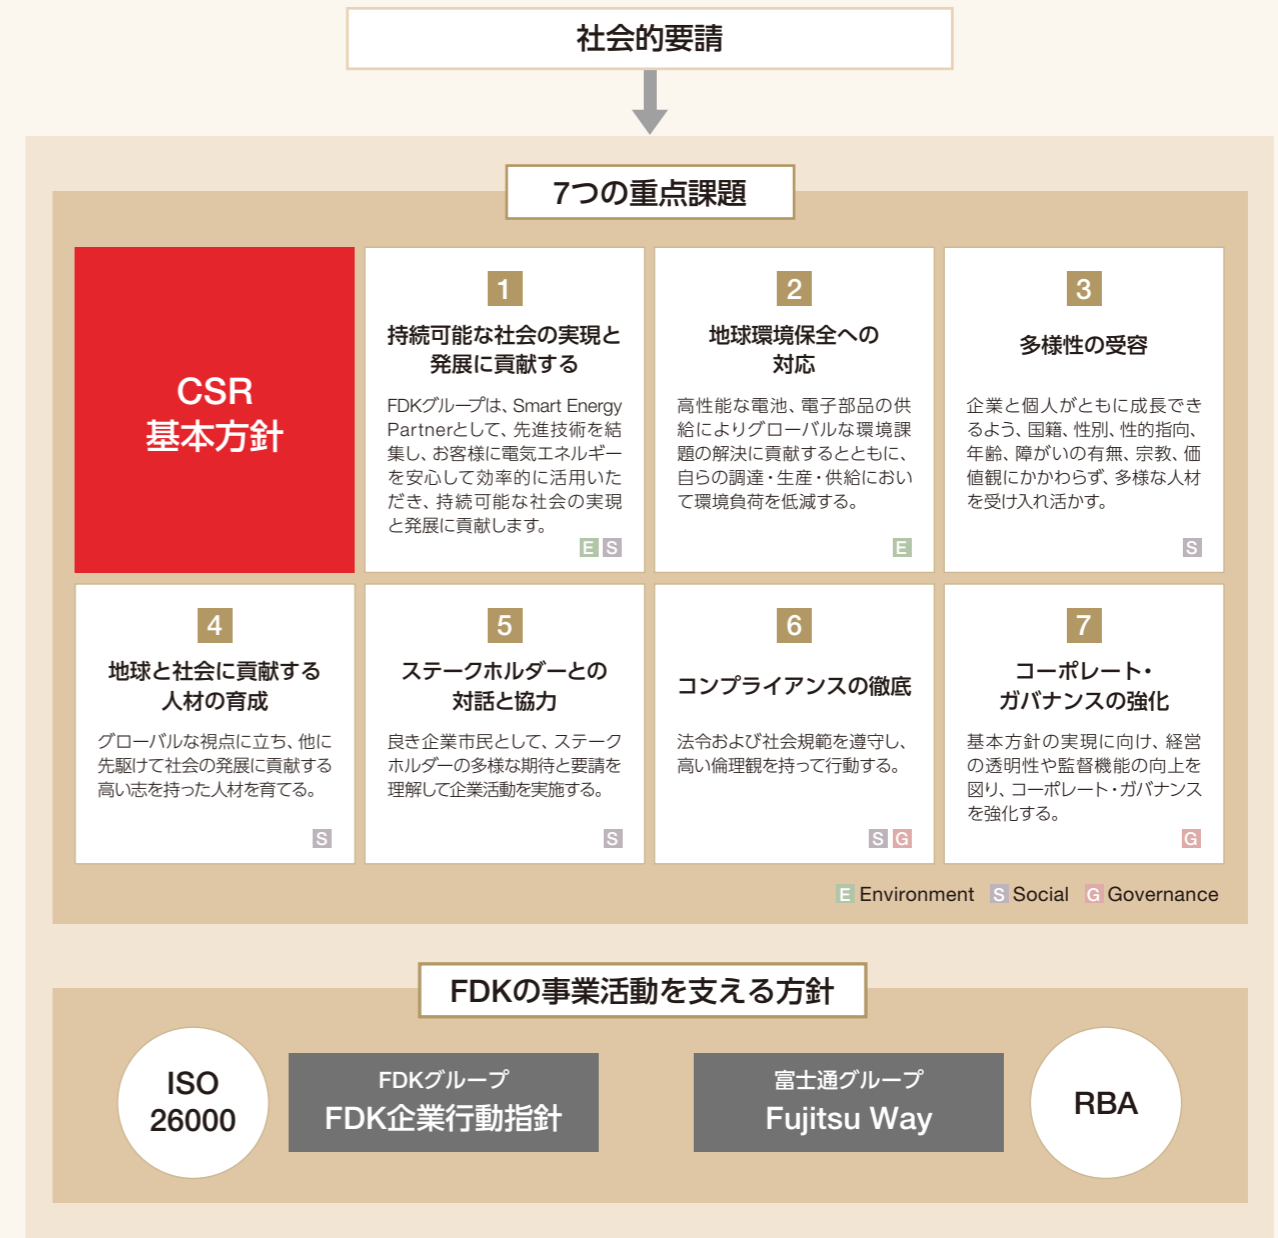 社会的要請
7つの重点課題
CSR
基本方針
1
持続可能な社会の実現と
発展に貢献する
FDKグループは、Smart Energy
Partnerとして、先進技術を結
集し、お客様に電気エネルギー
を安心して効率的に活用いた
だき、持続可能な社会の実現
と発展に貢献します。
E S
2
地球環境保全への
対応
高性能な電池、電子部品の供
給によりグローバルな環境課
題の解決に貢献するとともに、
自らの調達・生産・供給におい
て環境負荷を低減する。
E
3
多様性の受容
企業と個人がともに成長でき
るよう、国籍、性別、性的指向、
年齢、障がいの有無、宗教、価
値観にかかわらず、多様な人材
を受け入れ活かす。
S
4
地球と社会に貢献する
人材の育成
グローバルな視点に立ち、他に
先駆けて社会の発展に貢献する
高い志を持った人材を育てる。
S
5
ステークホルダーとの
対話と協力
良き企業市民として、ステーク
ホルダーの多様な期待と要請を
理解して企業活動を実施する。
S
6
コンプライアンスの徹底
法令および社会規範を遵守し、
高い倫理観を持って行動する。
S G
7
コーポレート・
ガバナンスの強化
基本方針の実現に向け、経営
の透明性や監督機能の向上を
図り、コーポレート・ガバナンス
を強化する。
G
E Environment S Social G Governance
FDKの事業活動を支える方針
ISO
26000
FDKグループ
FDK企業行動指針
富士通グループ
Fujitsu Way
RBA